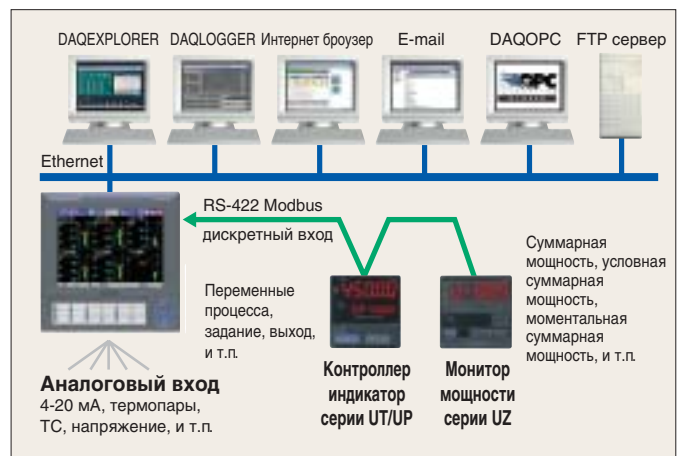 DAQEXPLORER DAQLOGGER Интернет броузер E-mail DAQOPC FTP сервер
OPC
Ethernet
RS-422 Modbus
дискретный вход
Переменные
процесса,
задание, выход,
и т.п.
Суммарная
мощность, условная
суммарная
мощность,
моментальная
суммарная
мощность, и т.п.
Аналоговый вход
4-20 мА, термопары,
ТС, напряжение, и т.п.
Контроллер
индикатор
серии UT/UP
Монитор
мощности
серии UZ